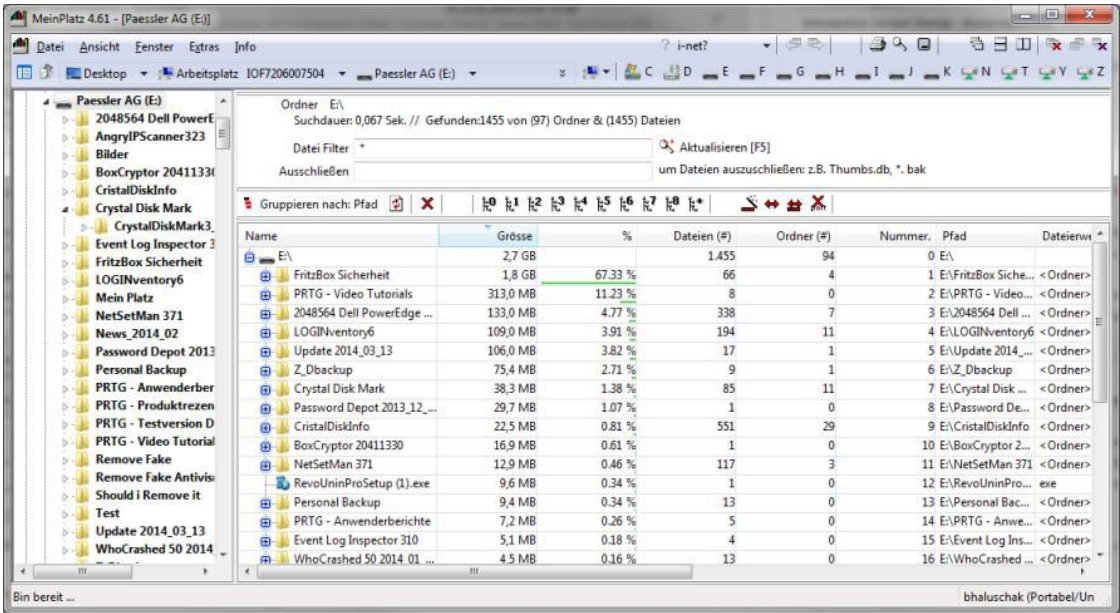 MeinPlatz 4.61 - [Paessler AG (E:)]
Datei Ansicht Fenster Extras Info ? i-net?
Desktop Arbeitsplatz IOF7206007504 Paessler AG (E:) C D E F G H I J K N T Y Z
Paessler AG (E:)
2048564 Dell PowerE
AngryIPScanner323
Bilder
BoxCryptor 20411330
CristalDiskInfo
Crystal Disk Mark
CrystalDiskMark3_
Event Log Inspector 3
FritzBox Sicherheit
LOGINventory6
Mein Platz
NetSetMan 371
News_2014_02
Password Depot 2013
Personal Backup
PRTG - Anwenderber
PRTG - Produktrezen
PRTG - Testversion D
PRTG - Video Tutorial
Remove Fake
Remove Fake Antivis
Should i Remove it
Test
Update 2014_03_13
WhoCrashed 50 2014
Ordner E:\
Suchdauer: 0,067 Sek. // Gefunden:1455 von (97) Ordner & (1455) Dateien
Datei Filter * Aktualisieren [F5]
Ausschließen um Dateien auszuschließen: z.B. Thumbs.db, *. bak
Gruppieren nach: Pfad 0 1 2 3 4 5 6 7 8 *
Name Grösse % Dateien (#) Ordner (#) Nummer. Pfad Dateierwe
E:\ 2,7 GB 1.455 94 0 E:\
FritzBox Sicherheit 1,8 GB 67.33 % 66 4 1 E:\FritzBox Siche... <Ordner>
PRTG - Video Tutorials 313,0 MB 11.23 % 8 0 2 E:\PRTG - Video... <Ordner>
2048564 Dell PowerEdge ... 133,0 MB 4.77 % 338 7 3 E:\2048564 Dell ... <Ordner>
LOGINventory6 109,0 MB 3.91 % 194 11 4 E:\LOGINventory6 <Ordner>
Update 2014_03_13 106,0 MB 3.82 % 17 1 5 E:\Update 2014_... <Ordner>
Z_Dbackup 75,4 MB 2.71 % 9 1 6 E:\Z_Dbackup <Ordner>
Crystal Disk Mark 38,3 MB 1.38 % 85 11 7 E:\Crystal Disk ... <Ordner>
Password Depot 2013_12_... 29,7 MB 1.07 % 1 0 8 E:\Password De... <Ordner>
CristalDiskInfo 22,5 MB 0.81 % 551 29 9 E:\CristalDiskInfo <Ordner>
BoxCryptor 20411330 16,9 MB 0.61 % 1 0 10 E:\BoxCryptor 2... <Ordner>
NetSetMan 371 12,9 MB 0.46 % 117 3 11 E:\NetSetMan 371 <Ordner>
RevoUninProSetup (1).exe 9,6 MB 0.34 % 1 0 12 E:\RevoUninPro... exe
Personal Backup 9,4 MB 0.34 % 13 0 13 E:\Personal Bac... <Ordner>
PRTG - Anwenderberichte 7,2 MB 0.26 % 5 0 14 E:\PRTG - Anwe... <Ordner>
Event Log Inspector 310 5,1 MB 0.18 % 4 0 15 E:\Event Log Ins... <Ordner>
WhoCrashed 50 2014 01 ... 4.5 MB 0.16 % 13 0 16 E:\WhoCrashed ... <Ordner>
Bin bereit ... bhaluschak (Portabel/Un